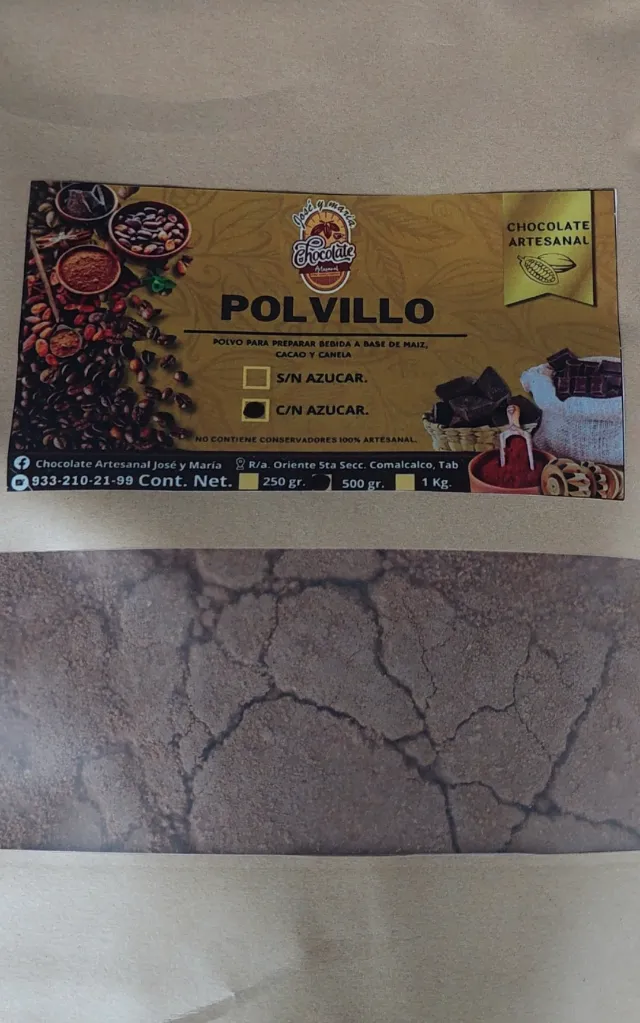 José y maría
Chocolate
Artesanal
CHOCOLATE
ARTESANAL
POLVILLO
POLVO PARA PREPARAR BEBIDA A BASE DE MAIZ,
CACAO Y CANELA
S/N AZUCAR.
C/N AZUCAR.
NO CONTIENE CONSERVADORES 100% ARTESANAL.
Chocolate Artesanal José y María R/a. Oriente 5ta Secc. Comalcalco, Tab
933-210-21-99 Cont. Net. 250 gr. 500 gr. 1 Kg.